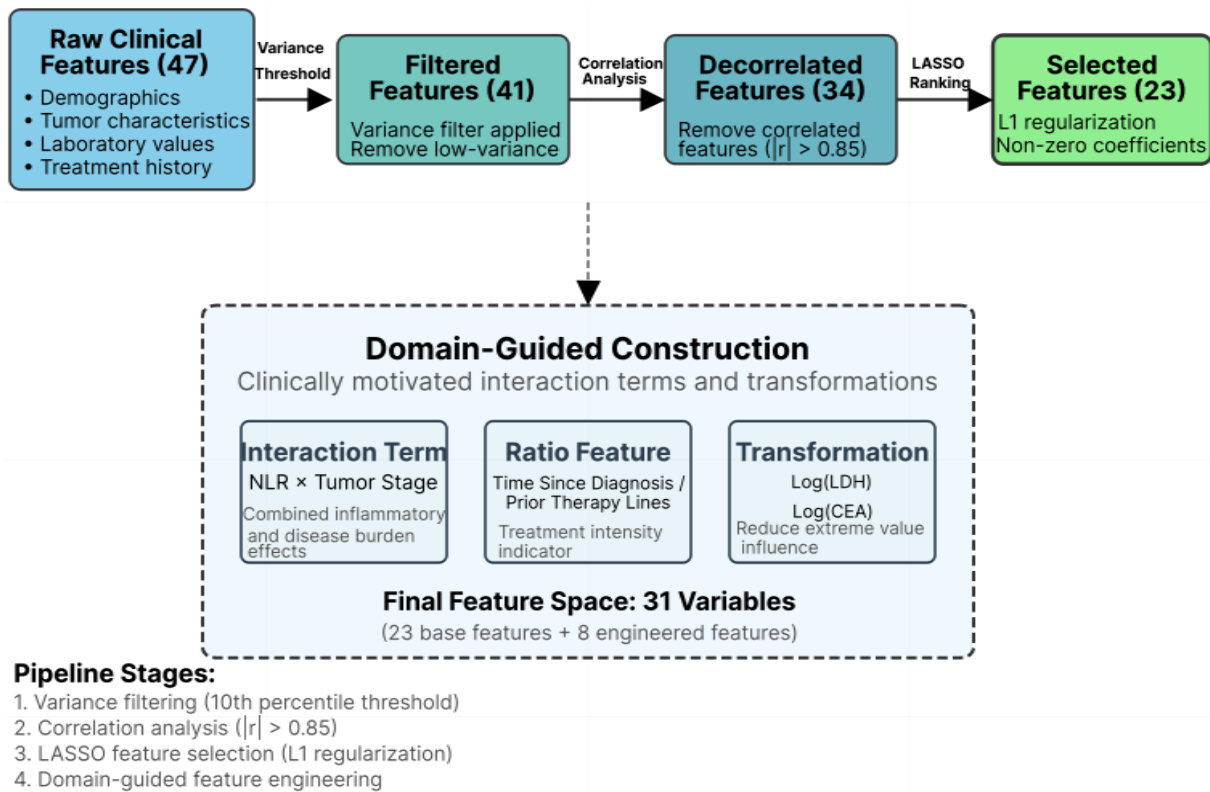 Raw Clinical
Features (47)
• Demographics
• Tumor characteristics
• Laboratory values
• Treatment history
Variance
Threshold
Filtered
Features (41)
Variance filter applied
Remove low-variance
Correlation
Analysis
Decorrelated
Features (34)
Remove correlated
features (|r| > 0.85)
LASSO
Ranking
Selected
Features (23)
L1 regularization
Non-zero coefficients
Domain-Guided Construction
Clinically motivated interaction terms and transformations
Interaction Term
NLR × Tumor Stage
Combined inflammatory
and disease burden
effects
Ratio Feature
Time Since Diagnosis /
Prior Therapy Lines
Treatment intensity
indicator
Transformation
Log(LDH)
Log(CEA)
Reduce extreme value
influence
Final Feature Space: 31 Variables
(23 base features + 8 engineered features)
Pipeline Stages:
1. Variance filtering (10th percentile threshold)
2. Correlation analysis (|r| > 0.85)
3. LASSO feature selection (L1 regularization)
4. Domain-guided feature engineering